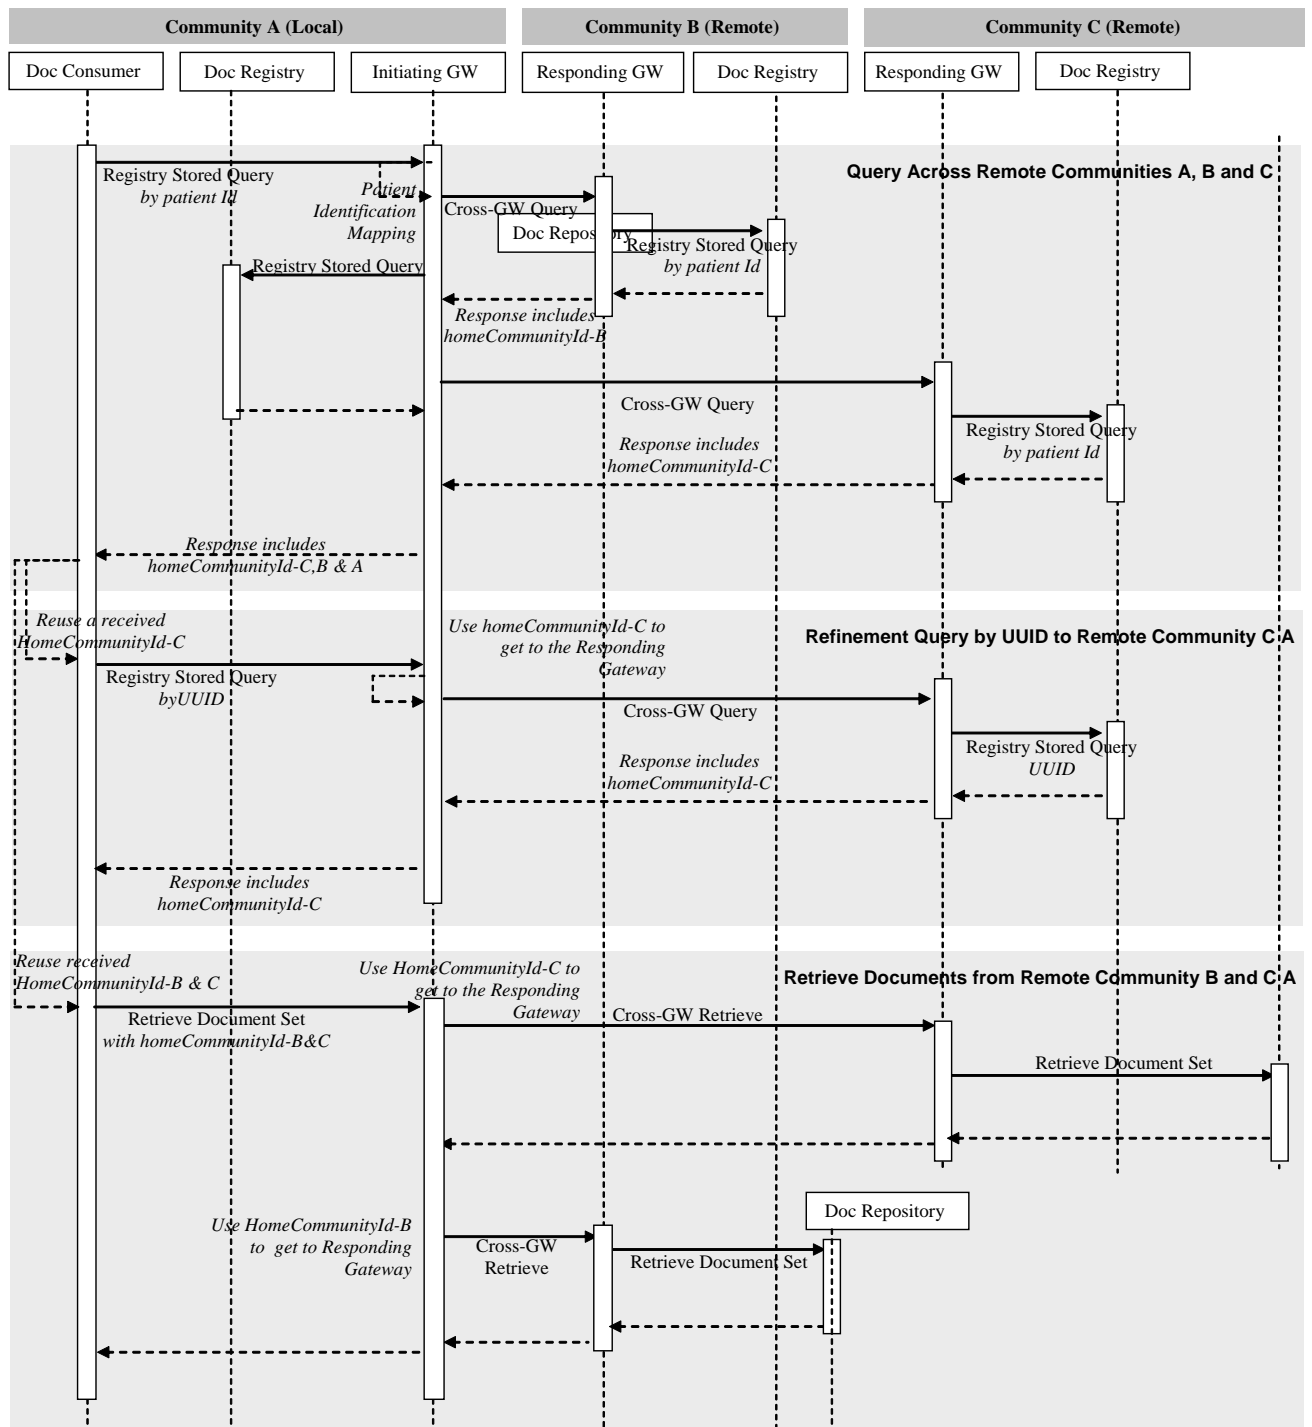 Community A (Local)
Community B (Remote)
Community C (Remote)
Doc Consumer
Doc Registry
Initiating GW
Responding GW
Doc Registry
Responding GW
Doc Registry
Query Across Remote Communities A, B and C
Registry Stored Query
by patient Id
Patient
Identification
Mapping
Cross-GW Query
Doc Repository
Registry Stored Query
by patient Id
Registry Stored Query
Response includes
homeCommunityId-B
Cross-GW Query
Registry Stored Query
by patient Id
Response includes
homeCommunityId-C
Response includes
homeCommunityId-C,B & A
Reuse a received
HomeCommunityId-C
Use homeCommunityId-C to
get to the Responding
Gateway
Refinement Query by UUID to Remote Community C A
Registry Stored Query
byUUID
Cross-GW Query
Registry Stored Query
UUID
Response includes
homeCommunityId-C
Response includes
homeCommunityId-C
Reuse received
HomeCommunityId-B & C
Use HomeCommunityId-C to
get to the Responding
Gateway
Retrieve Documents from Remote Community B and C A
Retrieve Document Set
with homeCommunityId-B&C
Cross-GW Retrieve
Retrieve Document Set
Doc Repository
Use HomeCommunityId-B
to get to Responding
Gateway
Cross-GW
Retrieve
Retrieve Document Set